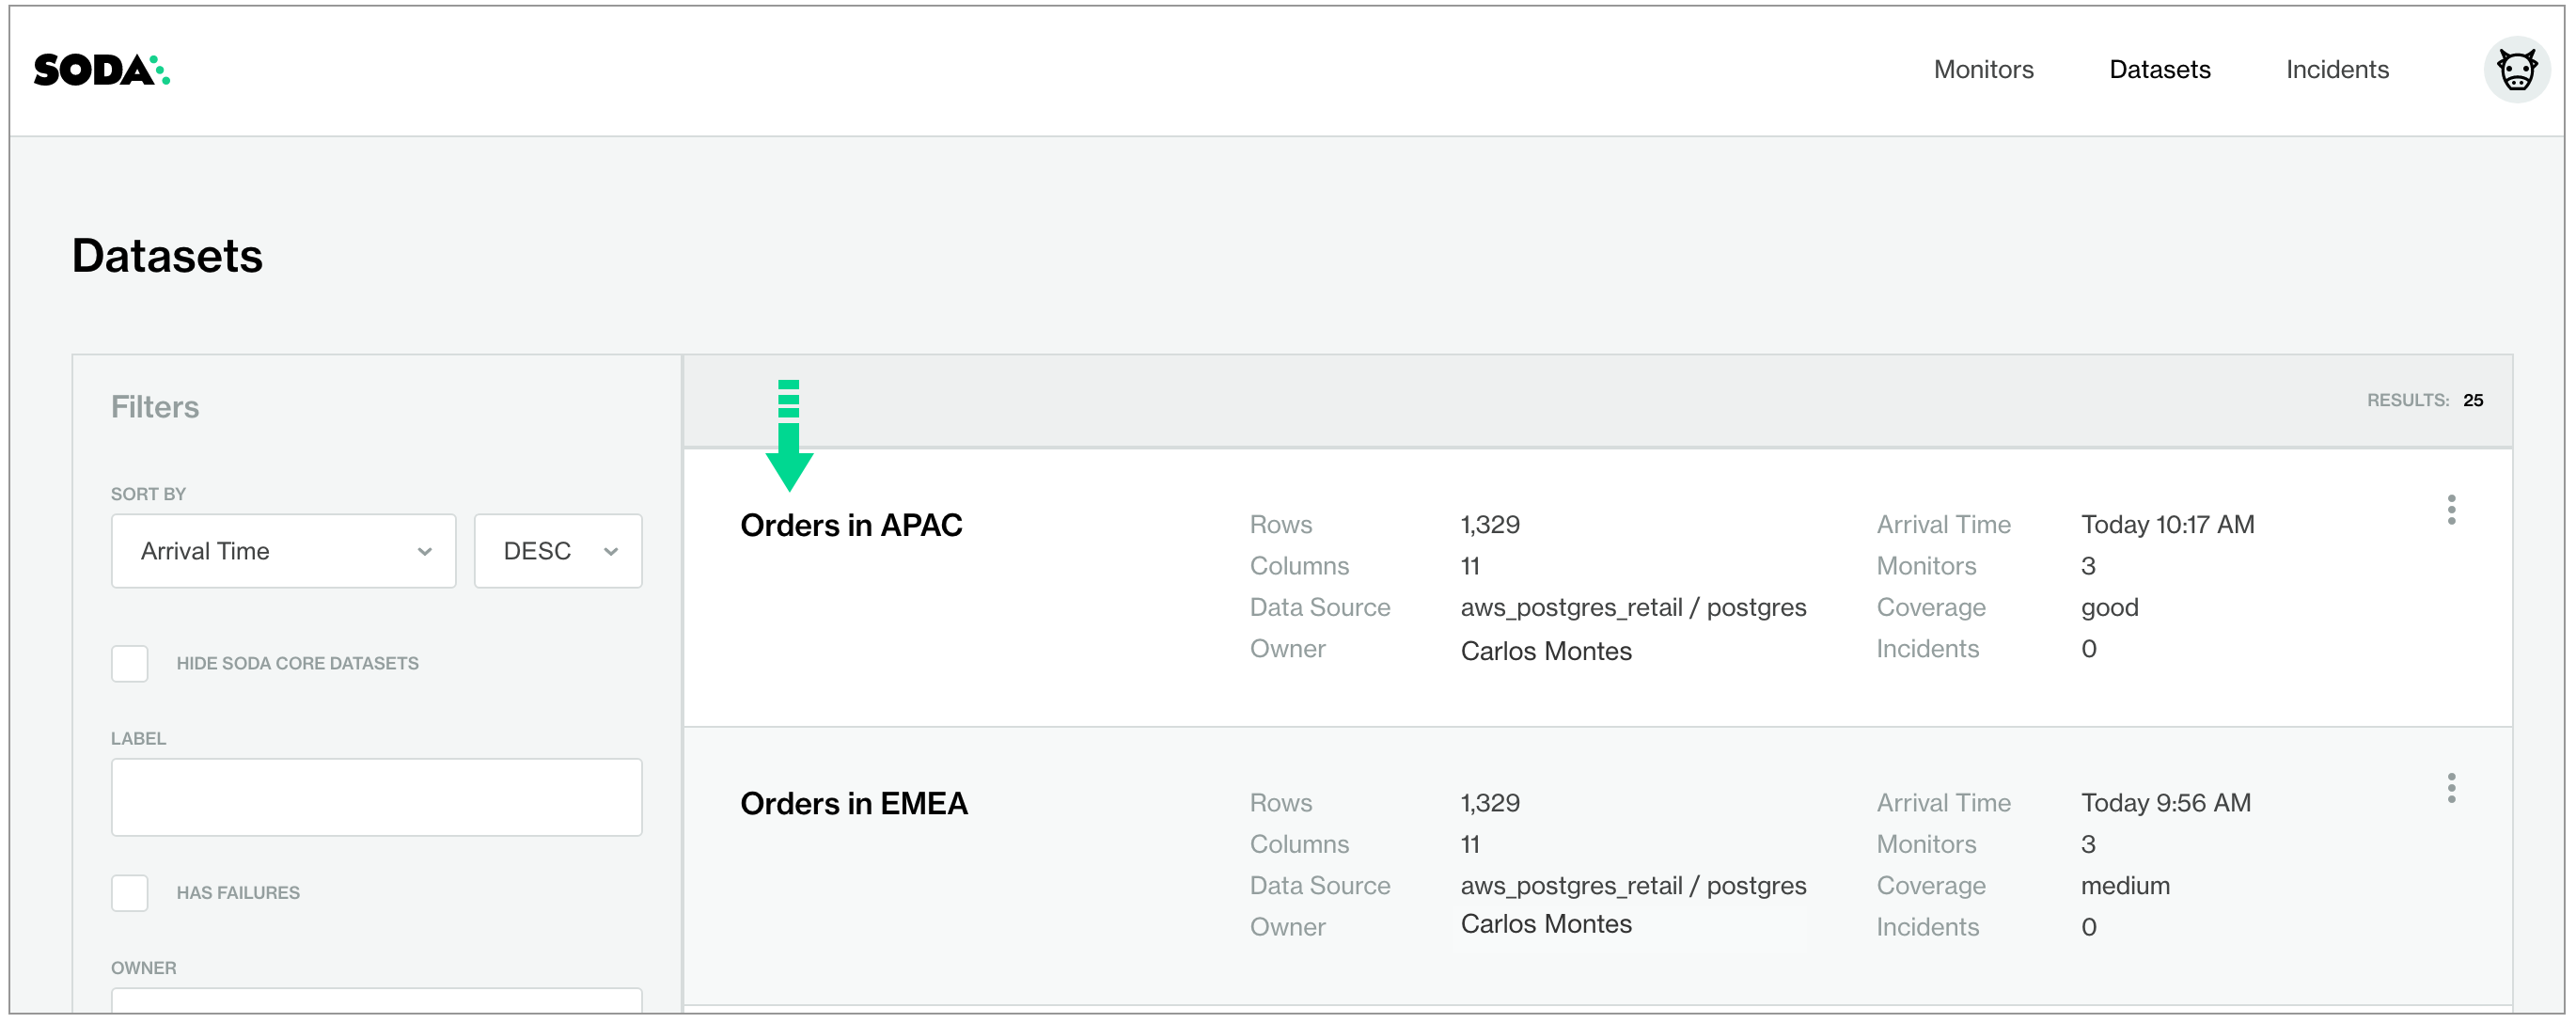 SODA
Monitors Datasets Incidents
Datasets
Filters
RESULTS: 25
SORT BY
Arrival Time DESC
HIDE SODA CORE DATASETS
LABEL
HAS FAILURES
OWNER
Orders in APAC
Rows 1,329
Columns 11
Data Source aws_postgres_retail / postgres
Owner Carlos Montes
Arrival Time Today 10:17 AM
Monitors 3
Coverage good
Incidents 0
Orders in EMEA
Rows 1,329
Columns 11
Data Source aws_postgres_retail / postgres
Owner Carlos Montes
Arrival Time Today 9:56 AM
Monitors 3
Coverage medium
Incidents 0